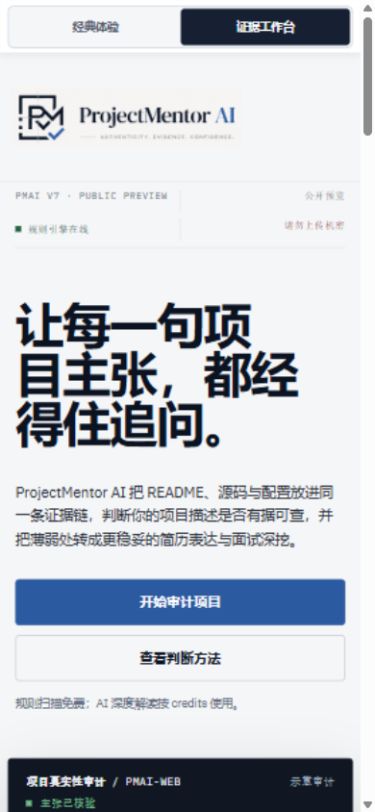 经典体验
证据工作台
ProjectMentor AI
AUTHENTICITY. EVIDENCE. CONFIDENCE.
PMAI V7 · PUBLIC PREVIEW
公开预览
规则引擎在线
请勿上传机密
让每一句项
目主张，都经
得住追问。
ProjectMentor AI 把 README、源码与配置放进同
一条证据链，判断你的项目描述是否有据可查，并
把薄弱处转成更稳妥的简历表达与面试深挖。
开始审计项目
查看判断方法
规则扫描免费；AI 深度解读按 credits 使用。
项目真实性审计 / PMAI-WEB
示意审计
主张已核验